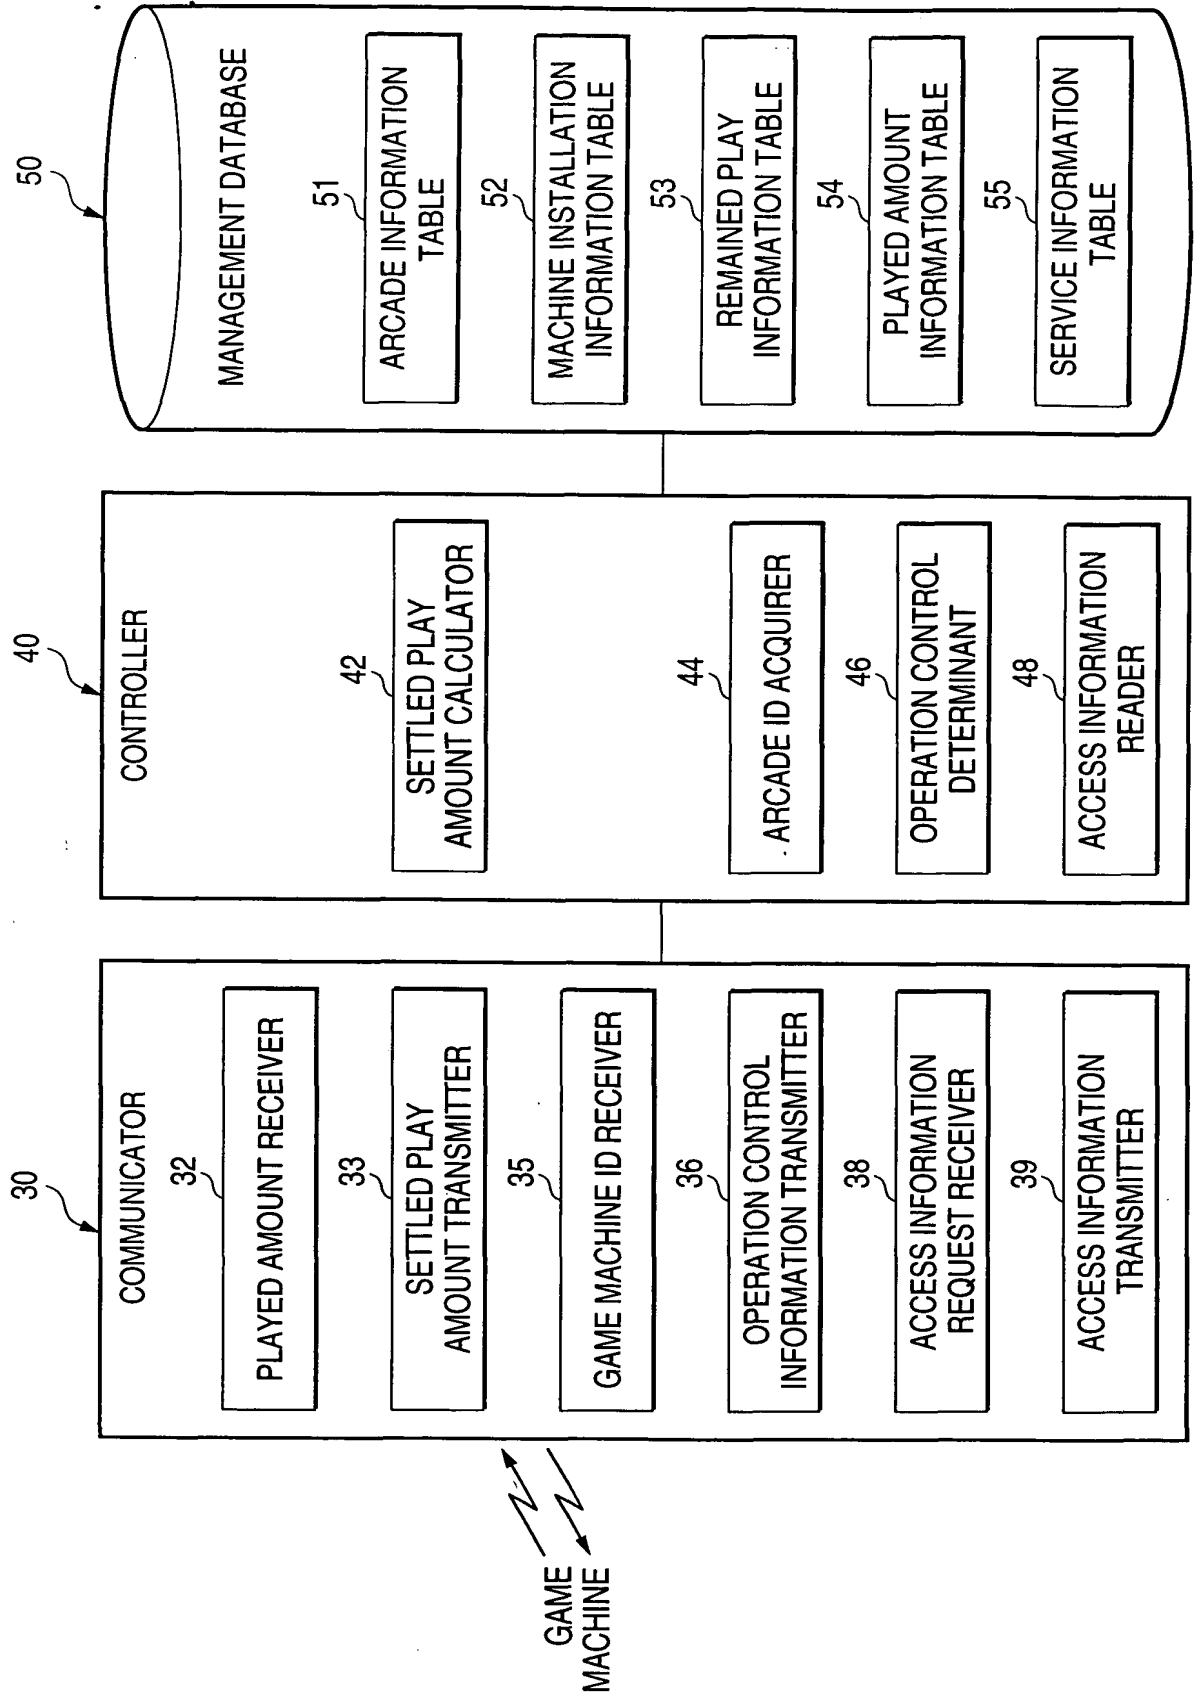 GAME
MACHINE
30
COMMUNICATOR
32
PLAYED AMOUNT RECEIVER
33
SETTLED PLAY
AMOUNT TRANSMITTER
35
GAME MACHINE ID RECEIVER
36
OPERATION CONTROL
INFORMATION TRANSMITTER
38
ACCESS INFORMATION
REQUEST RECEIVER
39
ACCESS INFORMATION
TRANSMITTER
40
CONTROLLER
42
SETTLED PLAY
AMOUNT CALCULATOR
44
ARCADE ID ACQUIRER
46
OPERATION CONTROL
DETERMINANT
48
ACCESS INFORMATION
READER
50
MANAGEMENT DATABASE
51
ARCADE INFORMATION
TABLE
52
MACHINE INSTALLATION
INFORMATION TABLE
53
REMAINED PLAY
INFORMATION TABLE
54
PLAYED AMOUNT
INFORMATION TABLE
55
SERVICE INFORMATION
TABLE